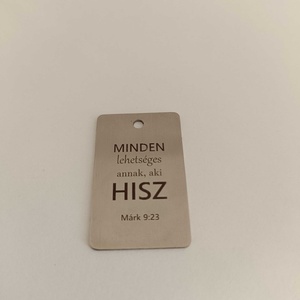 MINDEN
lehetséges
annak, aki
HISZ
Márk 9:23